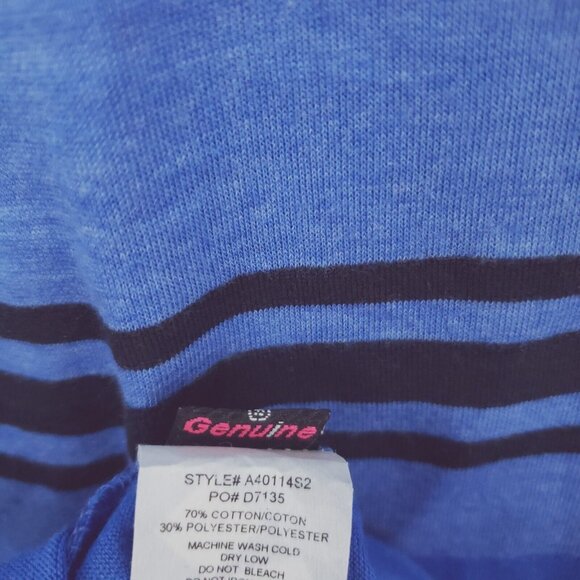 Genuine
STYLE# A40114S2
PO# D7135
70% COTTON/COTON
30% POLYESTER/POLYESTER
MACHINE WASH COLD
DRY LOW
DO NOT BLEACH